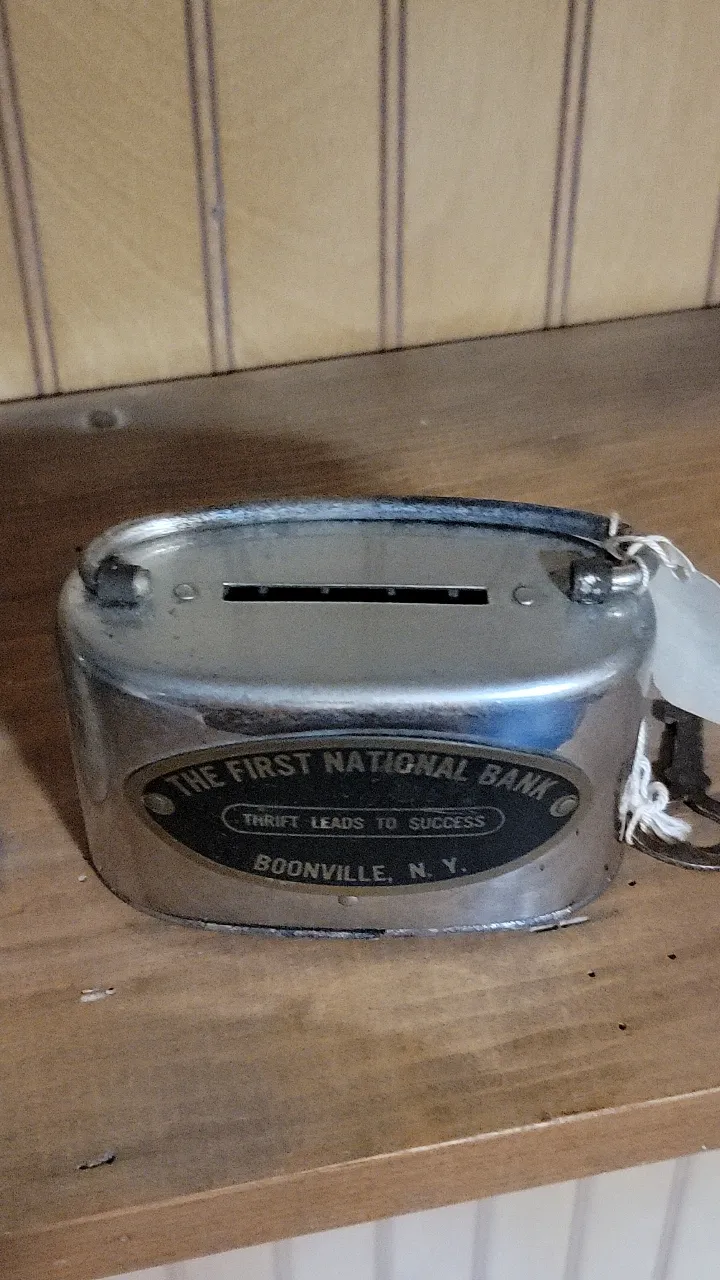 THE FIRST NATIONAL BANK
THRIFT LEADS TO SUCCESS
BOONVILLE, N. Y.